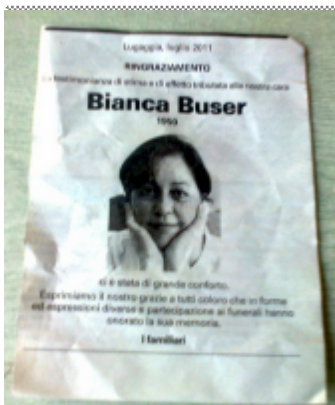 Lugaggia, luglio 2011
RINGRAZIAMENTO
La testimonianza di stima e di affetto tributata alla nostra cara
Bianca Buser
ci è stata di grande conforto.
Esprimiamo il nostro grazie a tutti coloro che in forme
ed espressioni diverse e partecipazione ai funerali hanno
onorato la sua memoria.
I familiari